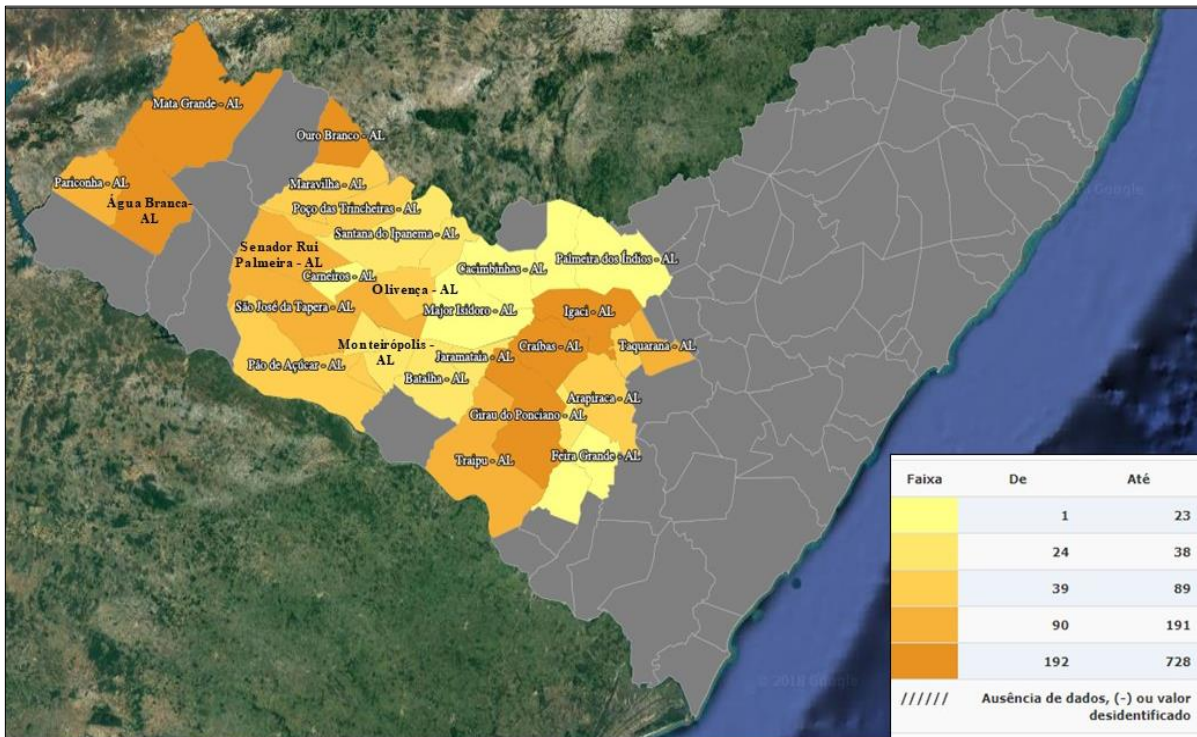 Mata Grande - AL
Ouro Branco - AL
Pariconha - AL
Maravilha - AL
Água Branca-
AL
Poço das Trincheiras - AL
Santana do Ipanema - AL
Senador Rui
Palmeira - AL
Carneiros - AL
Cacimbinhas - AL
Palmeira dos Índios - AL
Olivença - AL
São José da Tapera - AL
Major Isidoro - AL
Igaci - AL
Monteirópolis -
AL
Jaramataia - AL
Craíbas - AL
Taquarana - AL
Pão de Açúcar - AL
Batalha - AL
Arapiraca - AL
Girau do Ponciano - AL
Traipu - AL
Feira Grande - AL
Faixa De Até
1 23
24 38
39 89
90 191
192 728
////// Ausência de dados, (-) ou valor
desidentificado
© 2018 Google